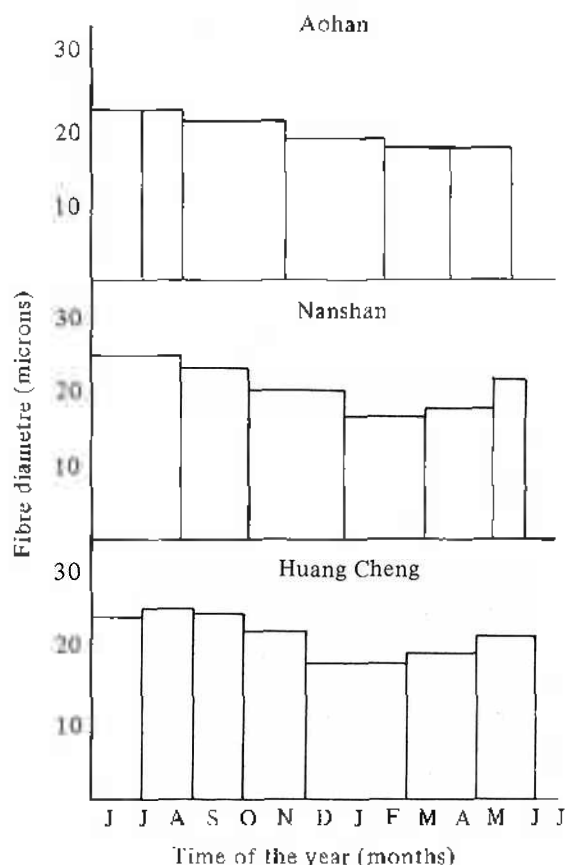 Aohan
30
20
10
Nanshan
30
20
10
Fibre diametre (microns)
Huang Cheng
30
20
10
J J A S O N D J F M A M J J
Time of the year (months)